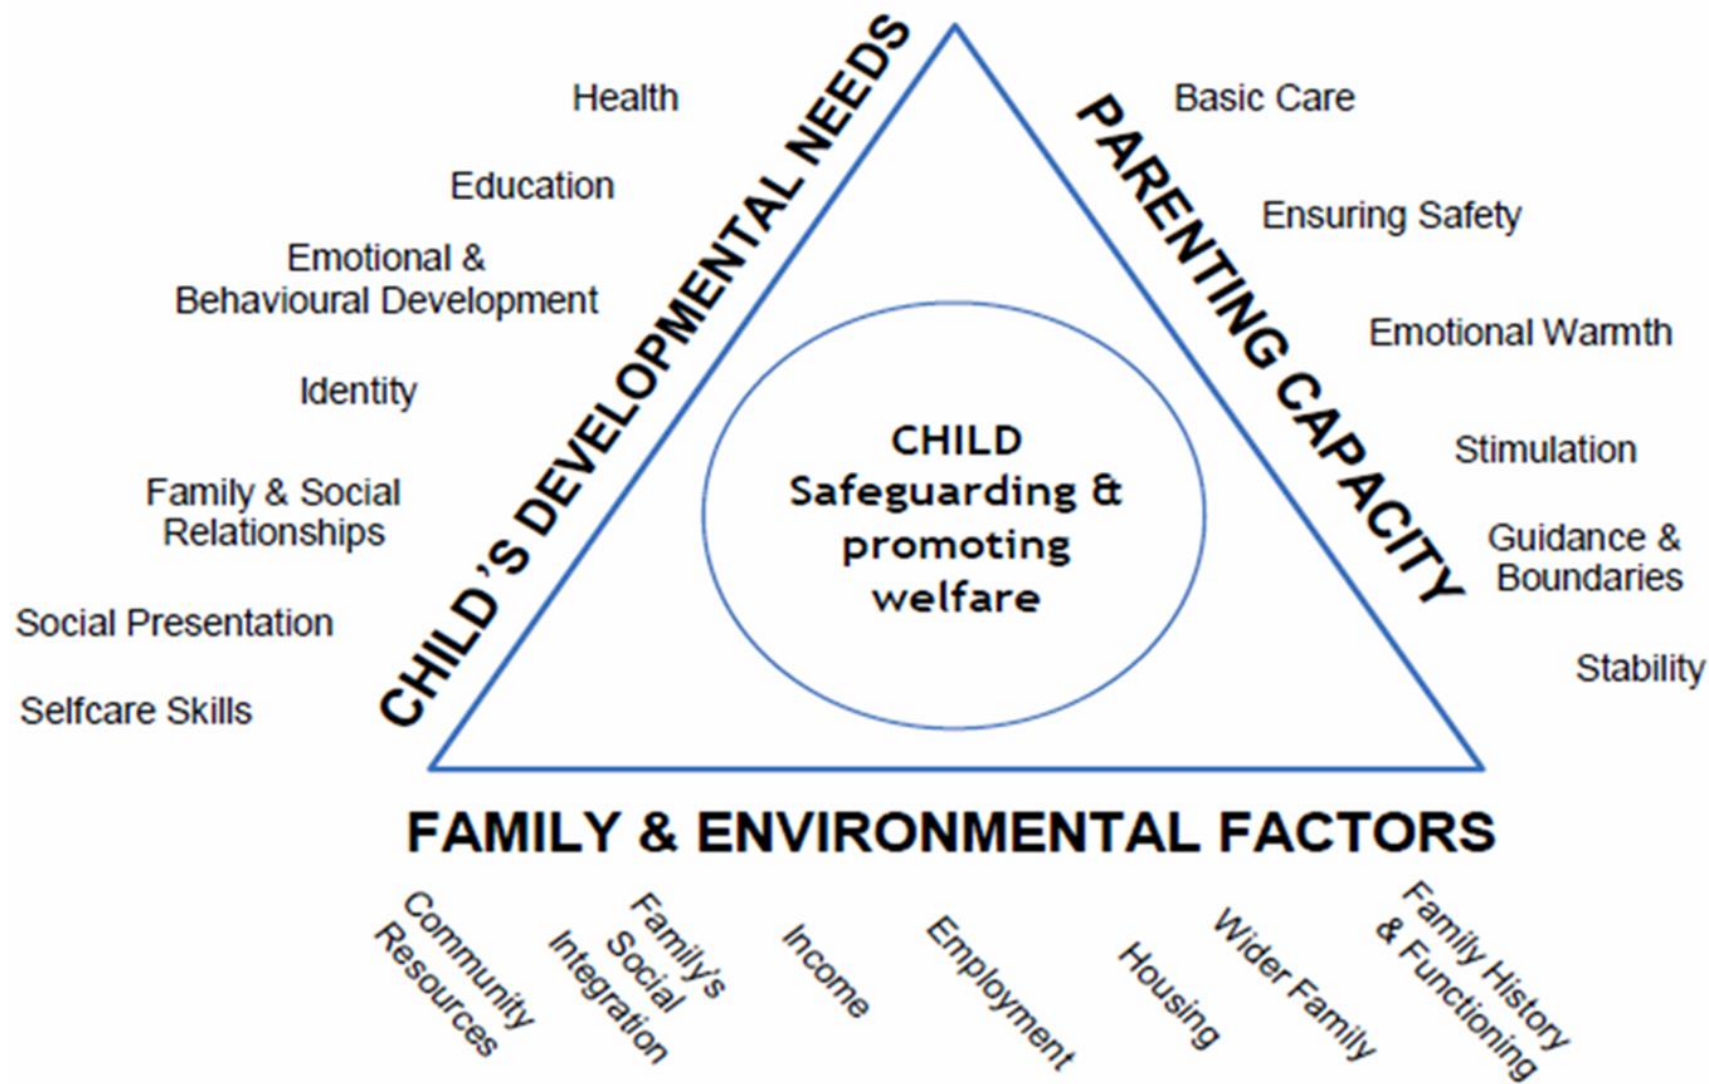 CHILD'S DEVELOPMENTAL NEEDS
Health
Education
Emotional &
Behavioural Development
Identity
Family & Social
Relationships
Social Presentation
Selfcare Skills
PARENTING CAPACITY
Basic Care
Ensuring Safety
Emotional Warmth
Stimulation
Guidance &
Boundaries
Stability
CHILD
Safeguarding &
promoting
welfare
FAMILY & ENVIRONMENTAL FACTORS
Community
Resources
Family's
Social
Integration
Income
Employment
Housing
Wider Family
Family History
& Functioning